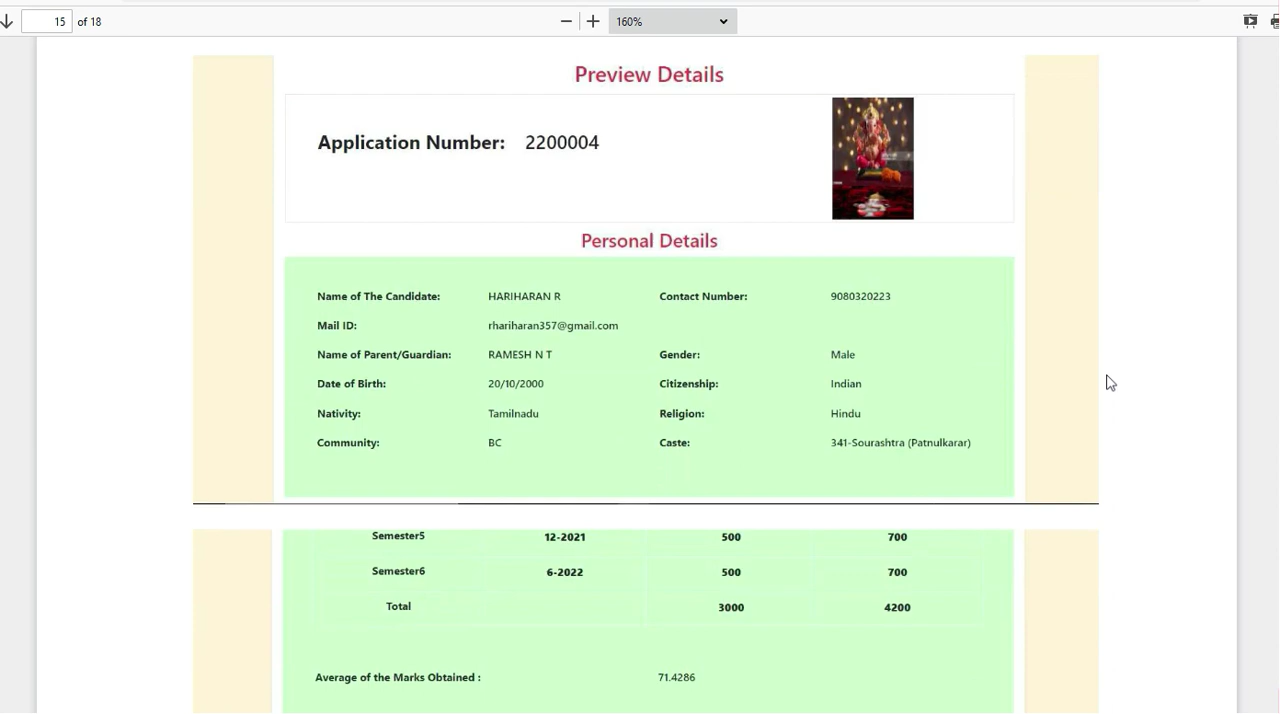 15 of 18 160%
Preview Details
Application Number: 2200004
Personal Details
Name of The Candidate: HARIHARAN R Contact Number: 9080320223
Mail ID: rhariharan357@gmail.com
Name of Parent/Guardian: RAMESH N T Gender: Male
Date of Birth: 20/10/2000 Citizenship: Indian
Nativity: Tamilnadu Religion: Hindu
Community: BC Caste: 341-Sourashtra (Patnulkarar)
Semester5 12-2021 500 700
Semester6 6-2022 500 700
Total 3000 4200
Average of the Marks Obtained : 71.4286